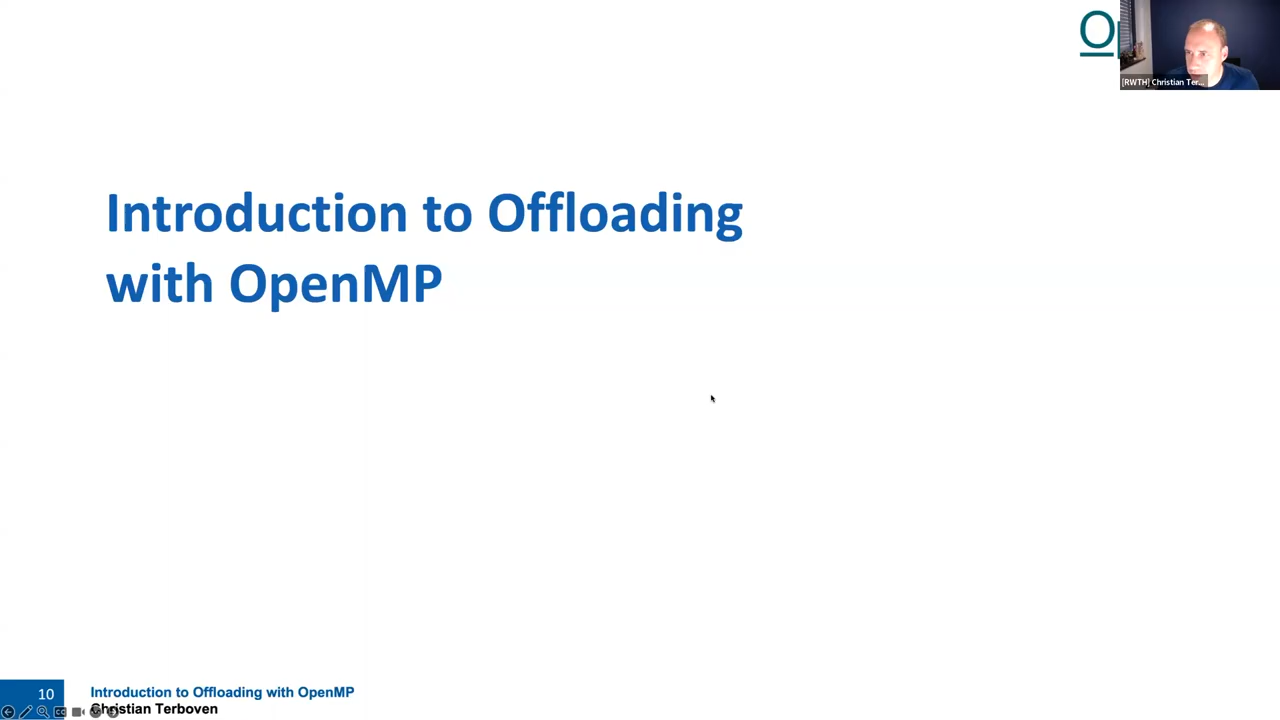 [RWTH] Christian Ter...
Introduction to Offloading
with OpenMP
10
Introduction to Offloading with OpenMP
Christian Terboven